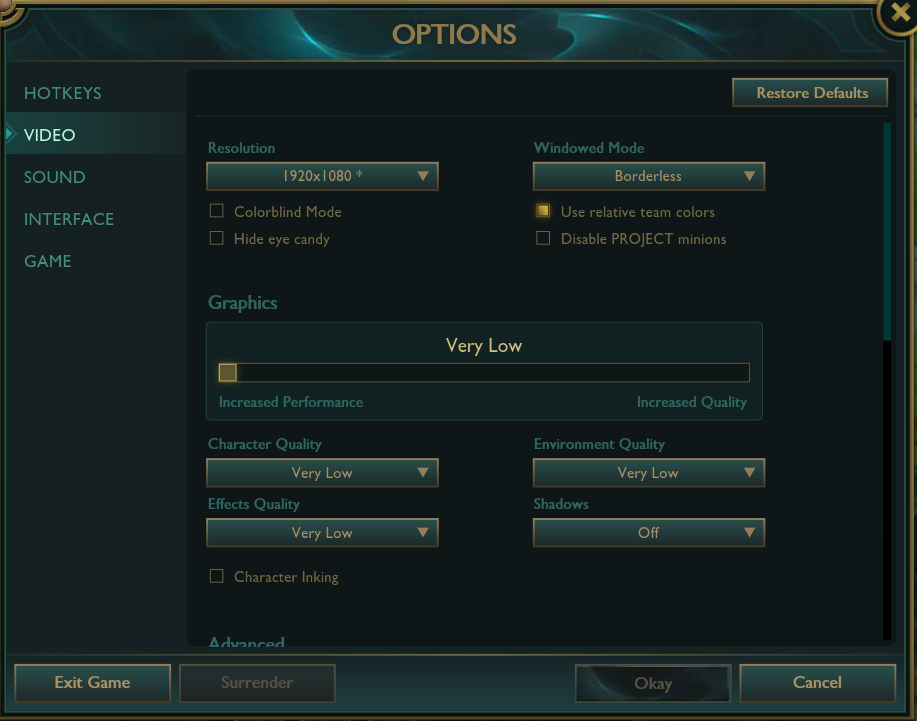 OPTIONS
HOTKEYS
VIDEO
SOUND
INTERFACE
GAME
Restore Defaults
Resolution
Windowed Mode
1920x1080 *
Borderless
Colorblind Mode
Use relative team colors
Hide eye candy
Disable PROJECT minions
Graphics
Very Low
Increased Performance
Increased Quality
Character Quality
Environment Quality
Very Low
Very Low
Effects Quality
Shadows
Very Low
Off
Character Inking
Advanced
Exit Game
Surrender
Okay
Cancel